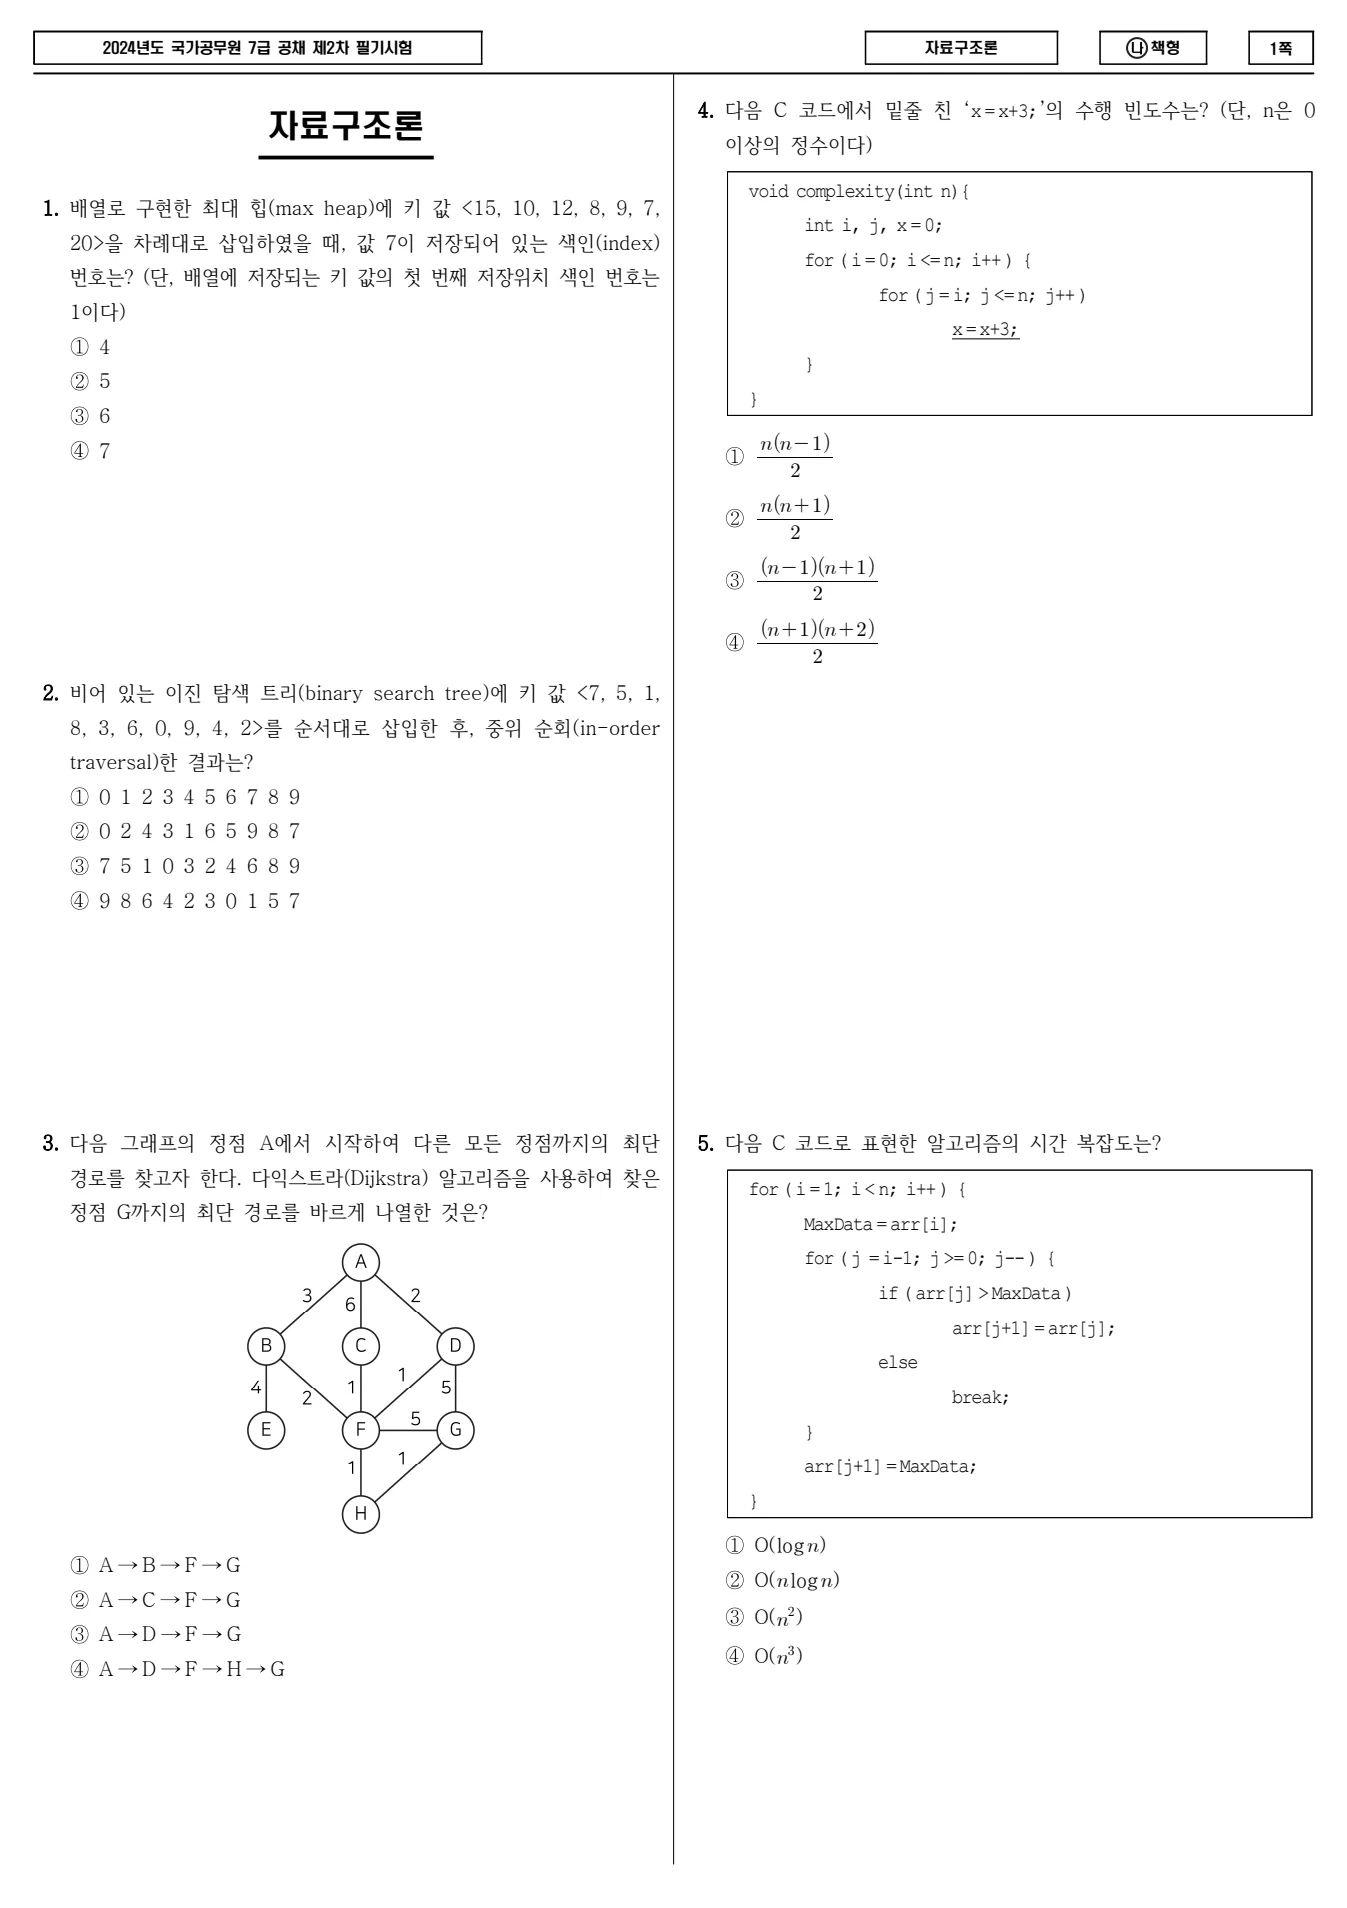 2024년도 국가공무원 7급 공채 제2차 필기시험
자료구조론
㉯책형
1쪽
자료구조론
1. 배열로 구현한 최대 힙(max heap)에 키 값 <15, 10, 12, 8, 9, 7,
20>을 차례대로 삽입하였을 때, 값 7이 저장되어 있는 색인(index)
번호는? (단, 배열에 저장되는 키 값의 첫 번째 저장위치 색인 번호는
1이다)
① 4
② 5
③ 6
④ 7
2. 비어 있는 이진 탐색 트리(binary search tree)에 키 값 <7, 5, 1,
8, 3, 6, 0, 9, 4, 2>를 순서대로 삽입한 후, 중위 순회(in-order
traversal)한 결과는?
① 0 1 2 3 4 5 6 7 8 9
② 0 2 4 3 1 6 5 9 8 7
③ 7 5 1 0 3 2 4 6 8 9
④ 9 8 6 4 2 3 0 1 5 7
3. 다음 그래프의 정점 A에서 시작하여 다른 모든 정점까지의 최단
경로를 찾고자 한다. 다익스트라(Dijkstra) 알고리즘을 사용하여 찾은
정점 G까지의 최단 경로를 바르게 나열한 것은?
A
3 6 2
B C D
4 2 1 1 5
E F 5 G
1 1
H
① A→B→F→G
② A→C→F→G
③ A→D→F→G
④ A→D→F→H→G
4. 다음 C 코드에서 밑줄 친 ‘x=x+3;’의 수행 빈도수는? (단, n은 0
이상의 정수이다)
void complexity(int n){
int i, j, x=0;
for (i=0; i<=n; i++) {
for (j=i; j<=n; j++)
x=x+3;
}
}
① n(n-1)/2
② n(n+1)/2
③ (n-1)(n+1)/2
④ (n+1)(n+2)/2
5. 다음 C 코드로 표현한 알고리즘의 시간 복잡도는?
for (i=1; i<n; i++) {
MaxData=arr[i];
for (j =i-1; j>=0; j--) {
if (arr[j]>MaxData)
arr[j+1]=arr[j];
else
break;
}
arr[j+1]=MaxData;
}
① O(log n)
② O(nlog n)
③ O(n²)
④ O(n³)